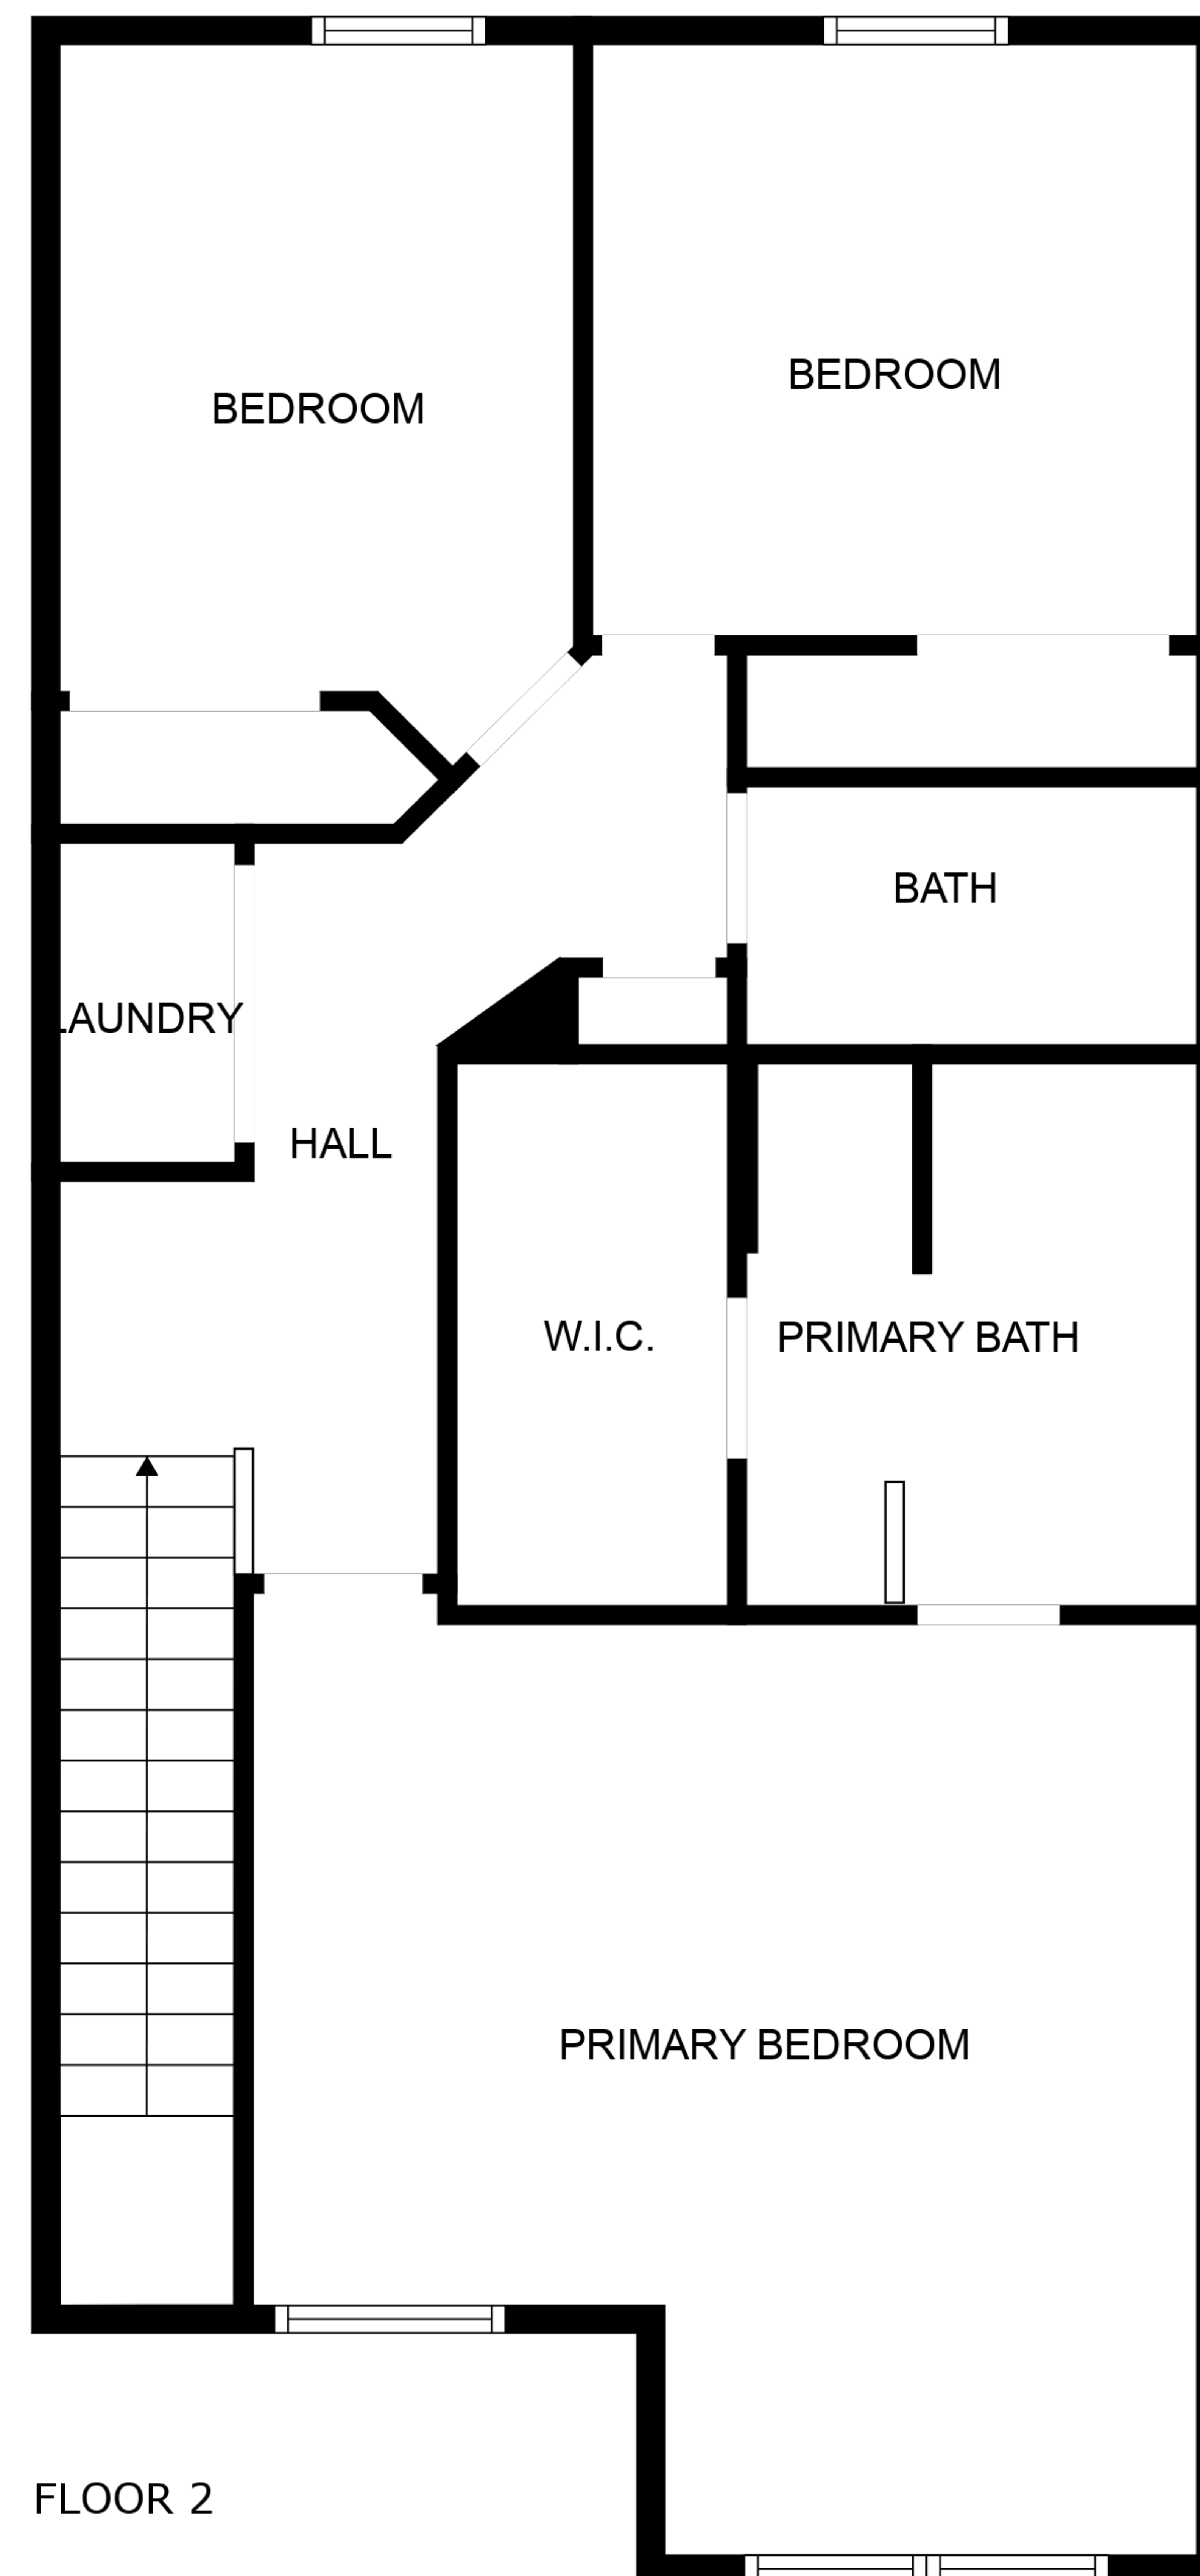 BEDROOM
BEDROOM
BATH
LAUNDRY
HALL
W.I.C.
PRIMARY BATH
PRIMARY BEDROOM
FLOOR 2